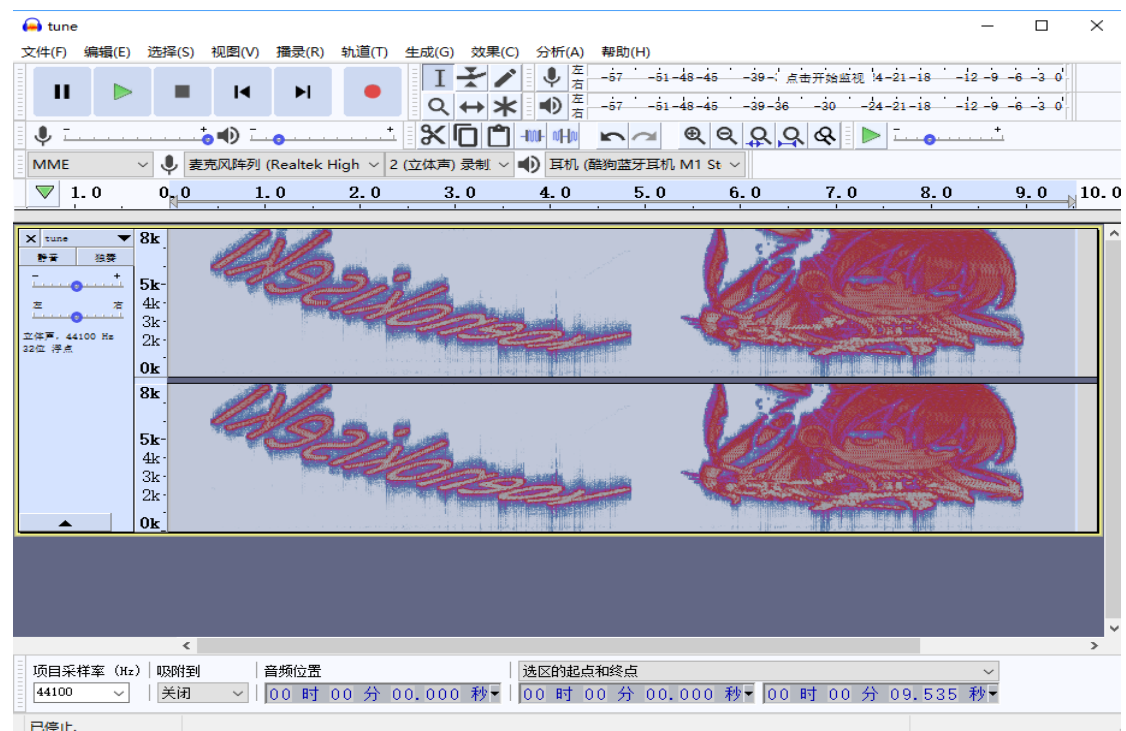 tune
文件(F) 编辑(E) 选择(S) 视图(V) 播录(R) 轨道(T) 生成(G) 效果(C) 分析(A) 帮助(H)
左 右 -57 -51-48-45 -39- 点击开始监视 !4-21-18 -12 -9 -6 -3 0
左 右 -57 -51-48-45 -39-36 -30 -24-21-18 -12 -9 -6 -3 0
MME 麦克风阵列 (Realtek High 2 (立体声) 录制 耳机 (酷狗蓝牙耳机 M1 St
1.0 0.0 1.0 2.0 3.0 4.0 5.0 6.0 7.0 8.0 9.0 10.0
X tune
静音 独奏
- +
左 右
立体声, 44100 Hz
32位 浮点
8k
5k
4k
3k
2k
0k
8k
5k
4k
3k
2k
0k
项目采样率 (Hz) 吸附到 音频位置 选区的起点和终点
44100 关闭 00 时 00 分 00.000 秒 00 时 00 分 00.000 秒 00 时 00 分 09.535 秒
已停止.